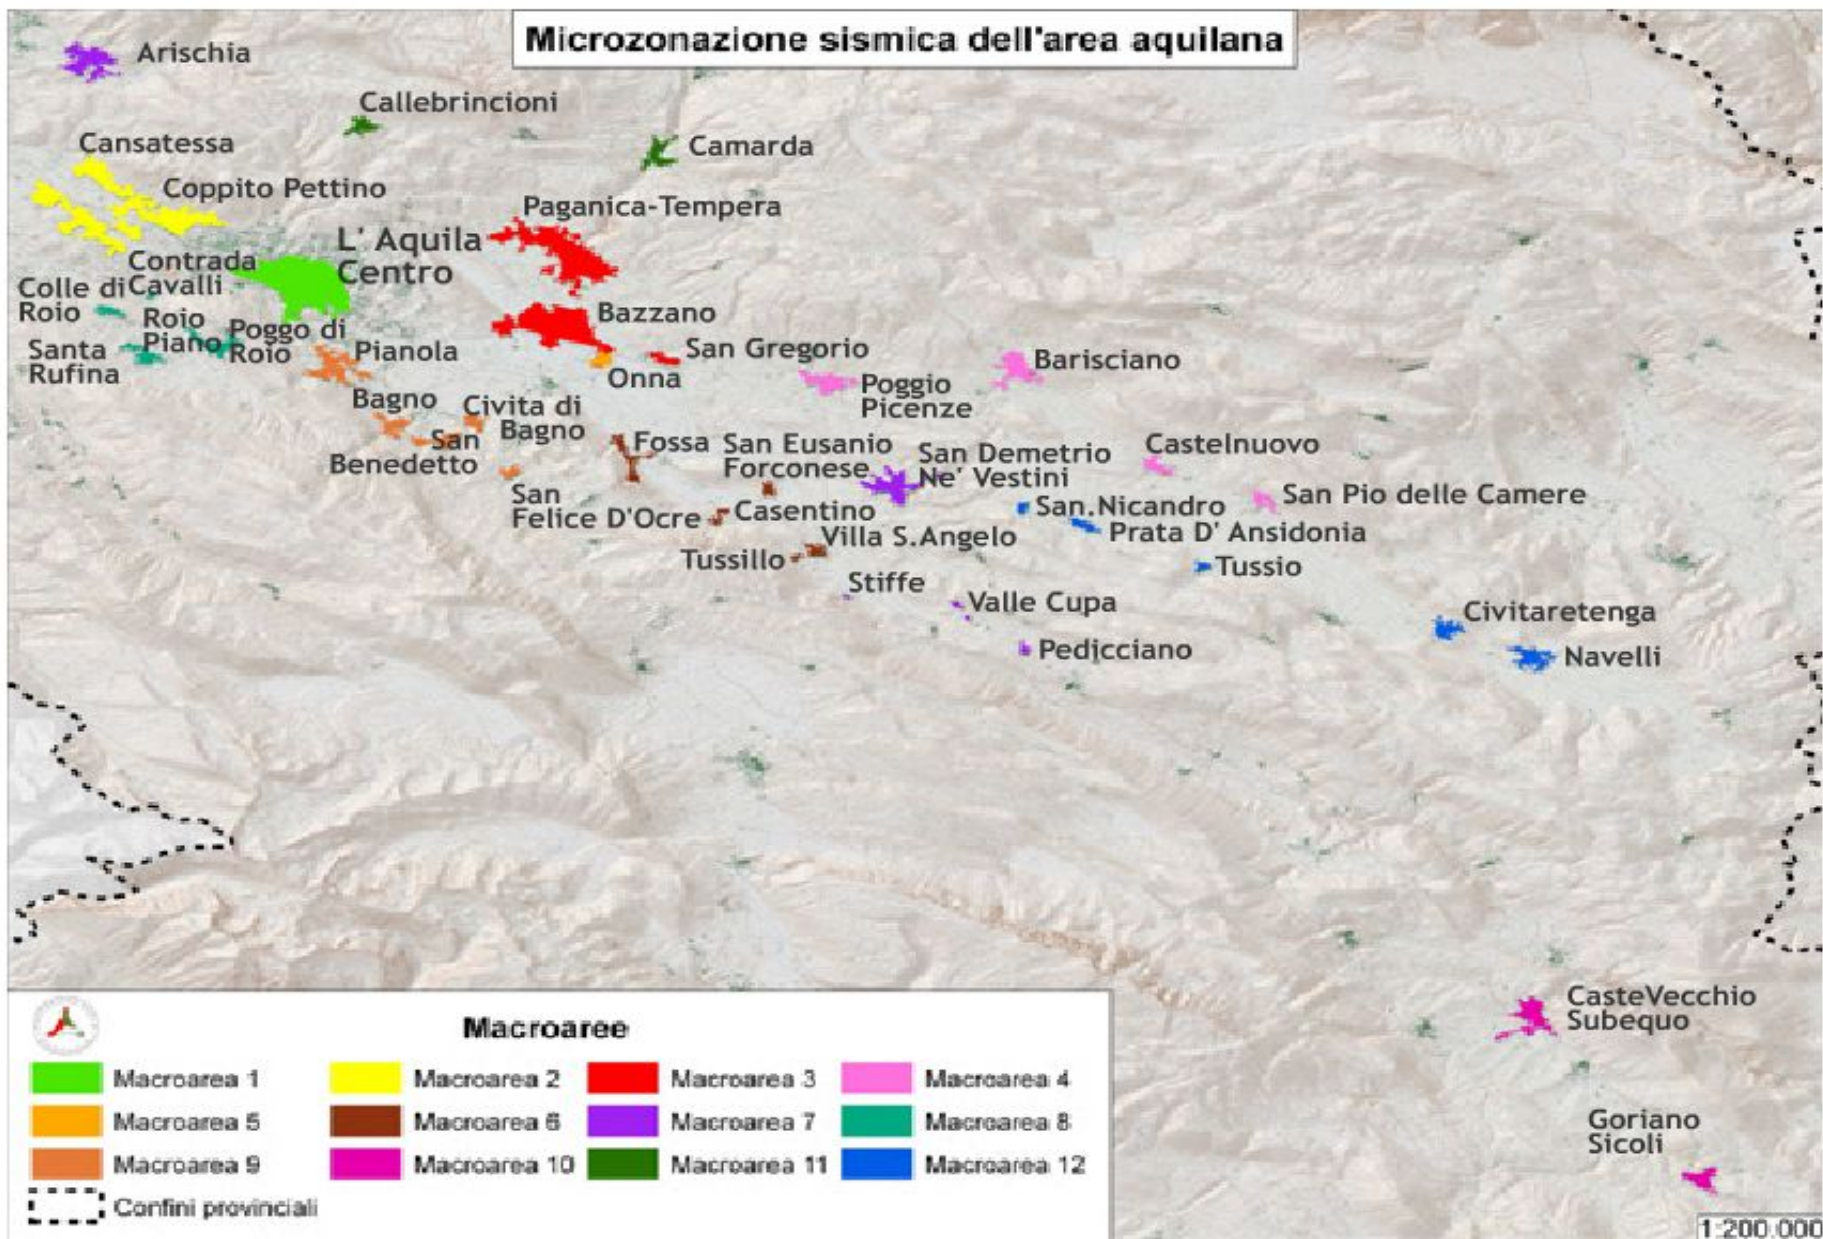 Microzonazione sismica dell'area aquilana
Arischia
Callebrincioni
Cansatessa
Camarda
Coppito Pettino
Paganica-Tempera
L' Aquila
Centro
Contrada
Cavalli
Colle di
Roio
Roio
Piano
Poggo di
Roio
Bazzano
Santa
Rufina
Pianola
San Gregorio
Onna
Barisciano
Poggio
Picenze
Bagno
Civita di
Bagno
San
Benedetto
Fossa
San Eusanio
Forconese
San Demetrio
Ne' Vestini
Castelnuovo
San
Felice D'Ocre
Casentino
San.Nicandro
San Pio delle Camere
Prata D' Ansidonia
Villa S.Angelo
Tussillo
Tussio
Stiffe
Valle Cupa
Civitaretenga
Pedicciano
Navelli
CasteVecchio
Subequo
Goriano
Sicoli
Macroaree
Macroarea 1
Macroarea 2
Macroarea 3
Macroarea 4
Macroarea 5
Macroarea 6
Macroarea 7
Macroarea 8
Macroarea 9
Macroarea 10
Macroarea 11
Macroarea 12
Confini provinciali
1:200.000